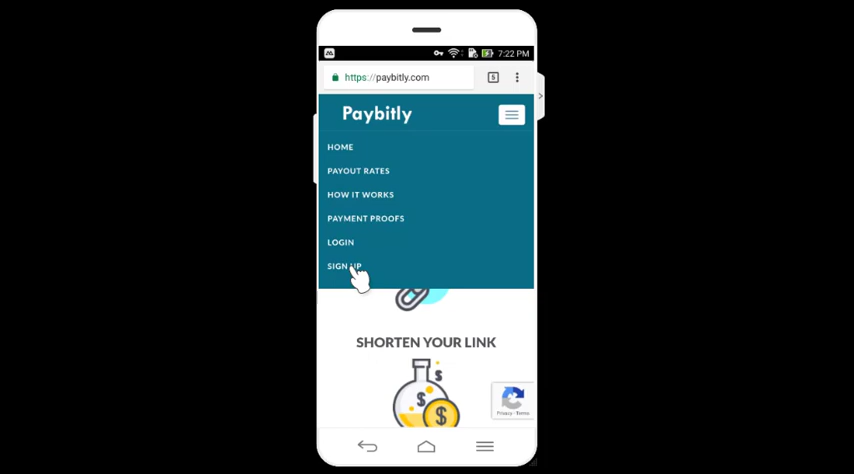 7:22 PM
https://paybitly.com
5
Paybitly
HOME
PAYOUT RATES
HOW IT WORKS
PAYMENT PROOFS
LOGIN
SIGN UP
SHORTEN YOUR LINK
$
$
$
Privacy - Terms